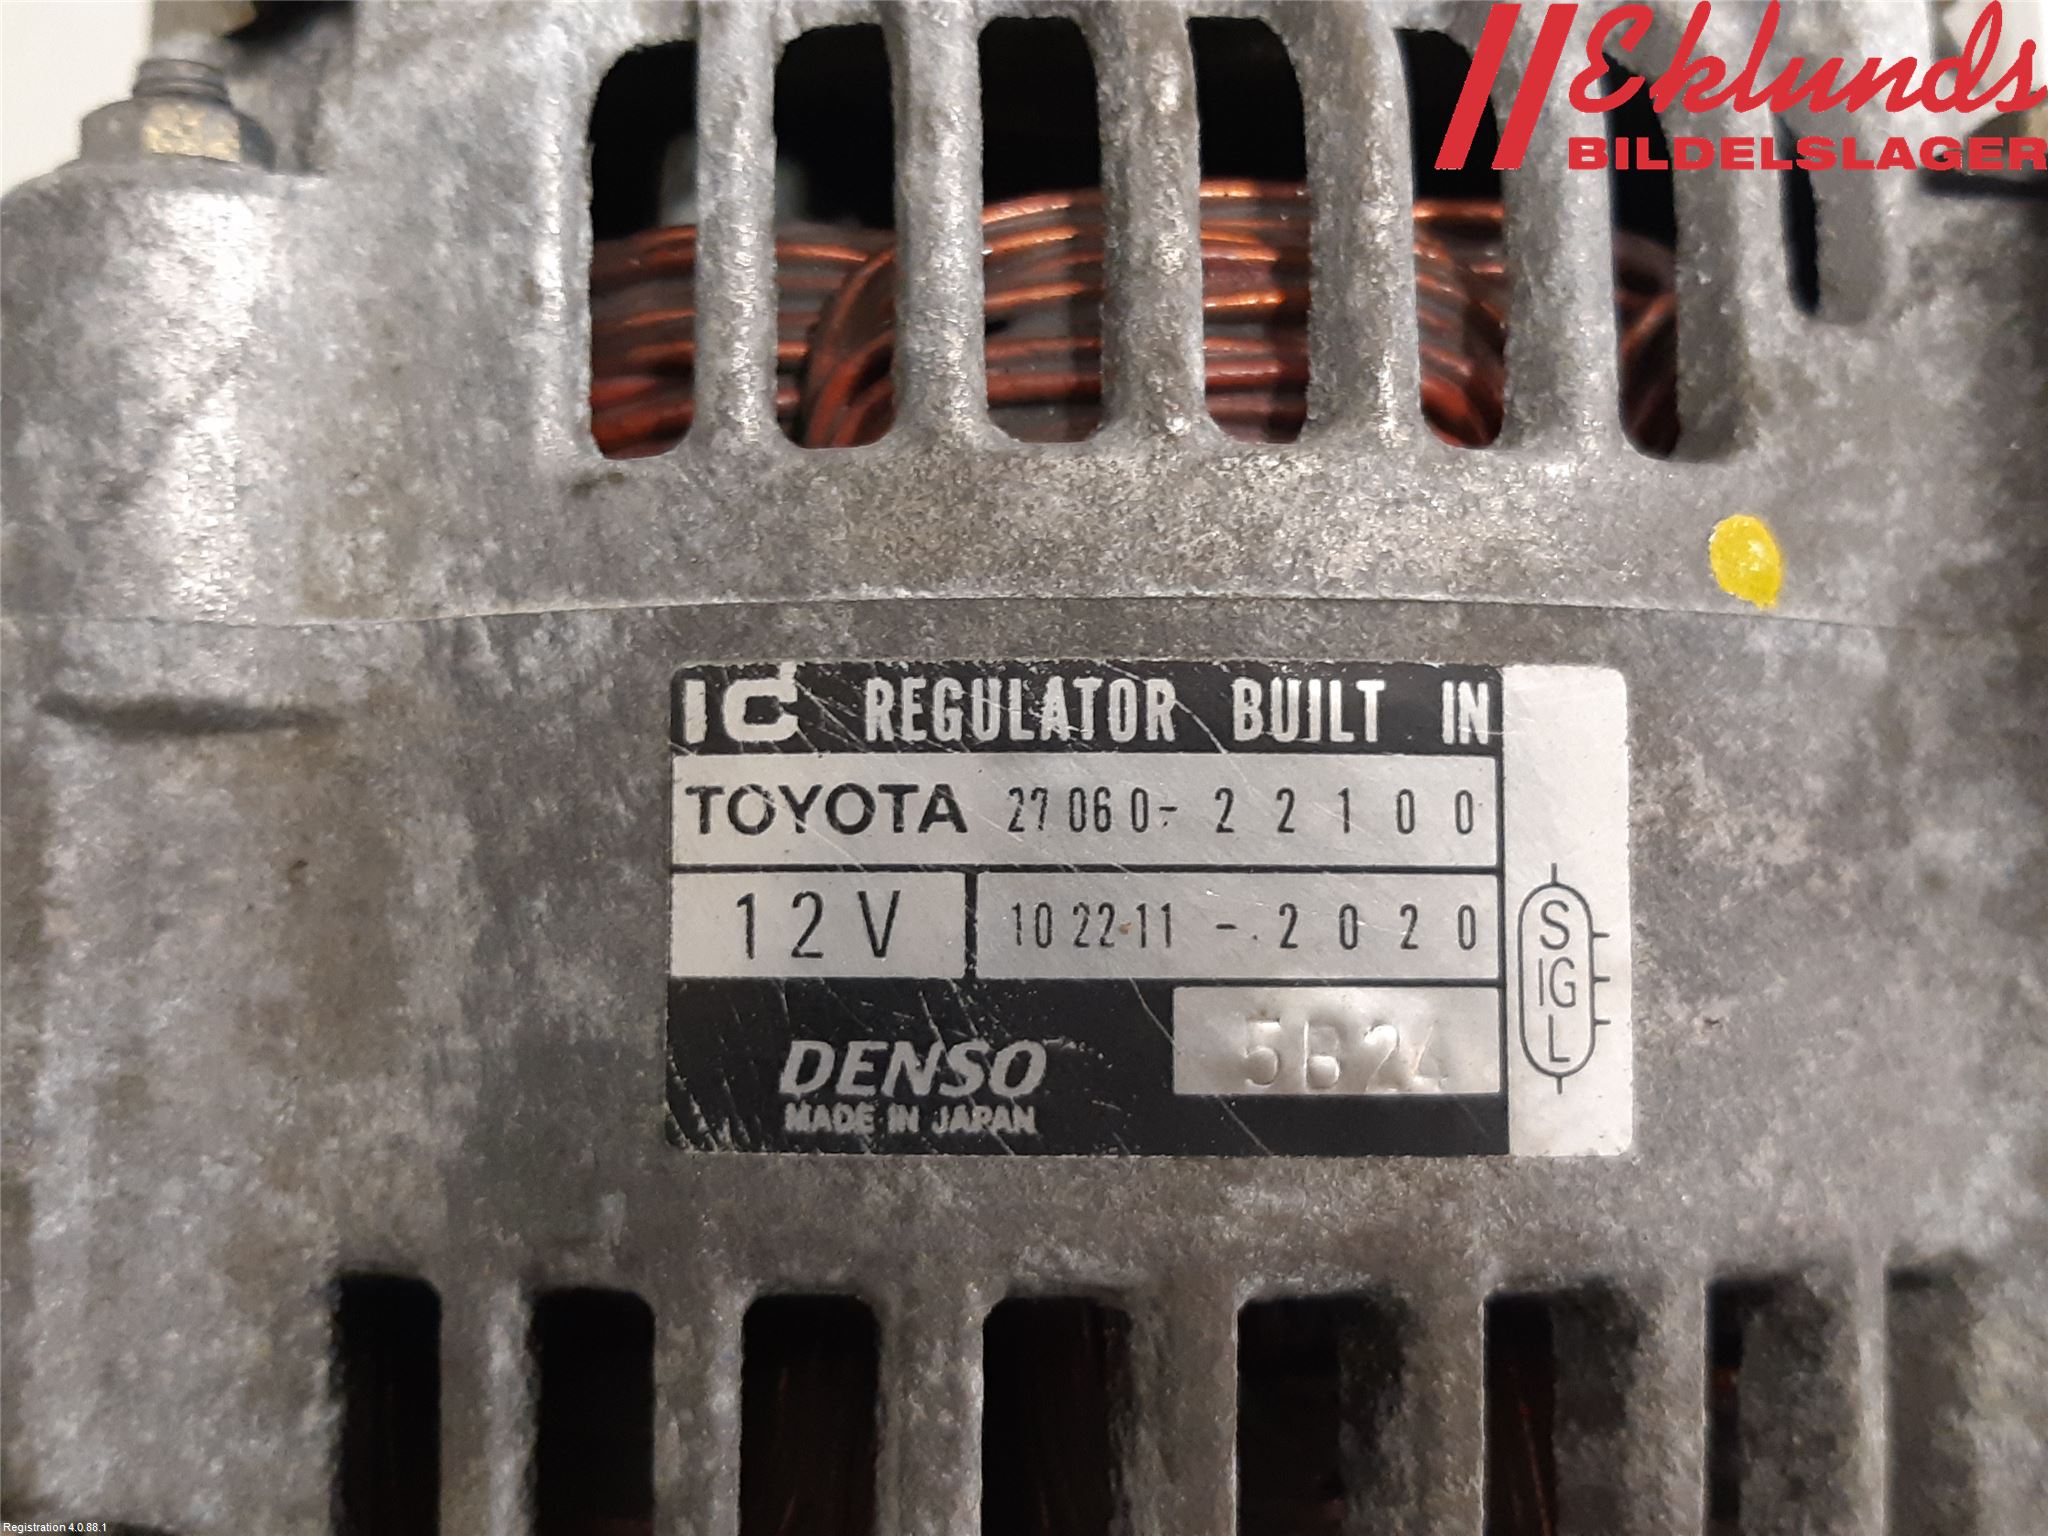 Eklunds
BILDELSLAGER
IC REGULATOR BUILT IN
TOYOTA 27060-22100
12V 102211-2020
S
IG
L
5B24
DENSO
MADE IN JAPAN
Registration 4.0.88.1